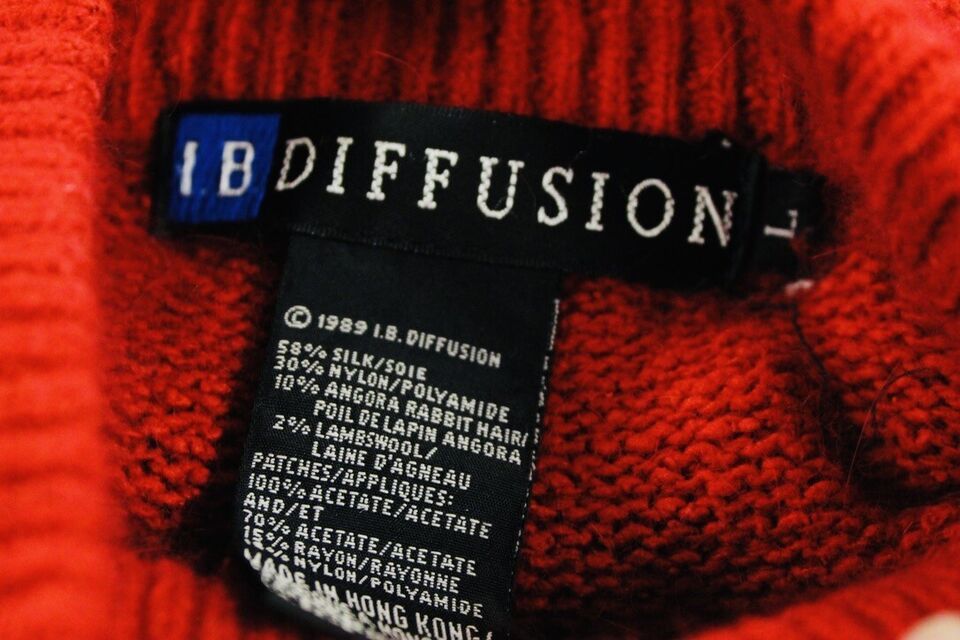 I.B. DIFFUSION
L
© 1989 I.B. DIFFUSION
58% SILK/SOIE
30% NYLON/POLYAMIDE
10% ANGORA RABBIT HAIR/
POIL DE LAPIN ANGORA
2% LAMBSWOOL/
LAINE D'AGNEAU
PATCHES/APPLIQUES:
100% ACETATE/ACETATE
AND/ET
70% ACETATE/ACETATE
15% RAYON/RAYONNE
15% NYLON/POLYAMIDE
MADE IN HONG KONG/